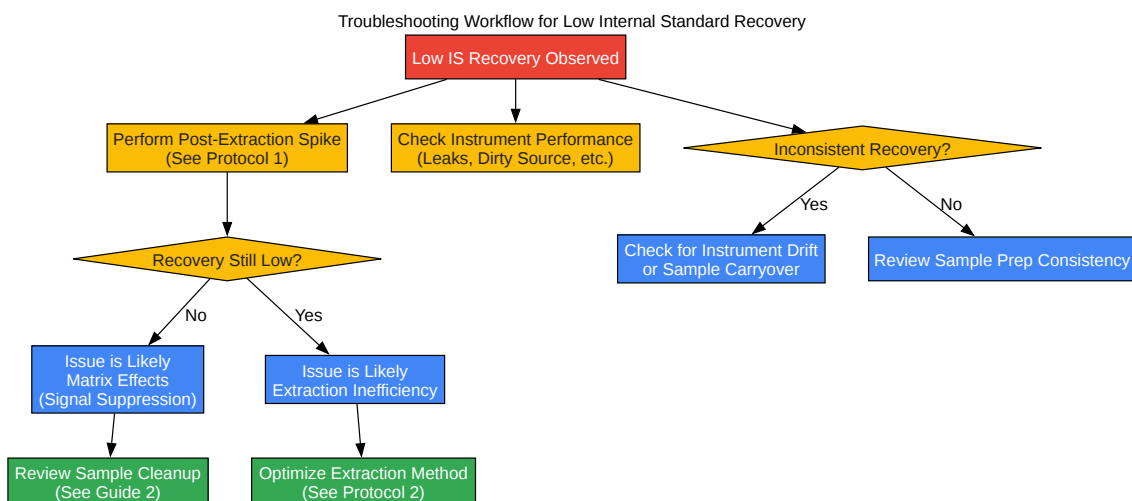 Troubleshooting Workflow for Low Internal Standard Recovery
Low IS Recovery Observed
Perform Post-Extraction Spike
(See Protocol 1)
Check Instrument Performance
(Leaks, Dirty Source, etc.)
Inconsistent Recovery?
Yes
No
Check for Instrument Drift
or Sample Carryover
Review Sample Prep Consistency
Recovery Still Low?
No
Yes
Issue is Likely
Matrix Effects
(Signal Suppression)
Issue is Likely
Extraction Inefficiency
Review Sample Cleanup
(See Guide 2)
Optimize Extraction Method
(See Protocol 2)